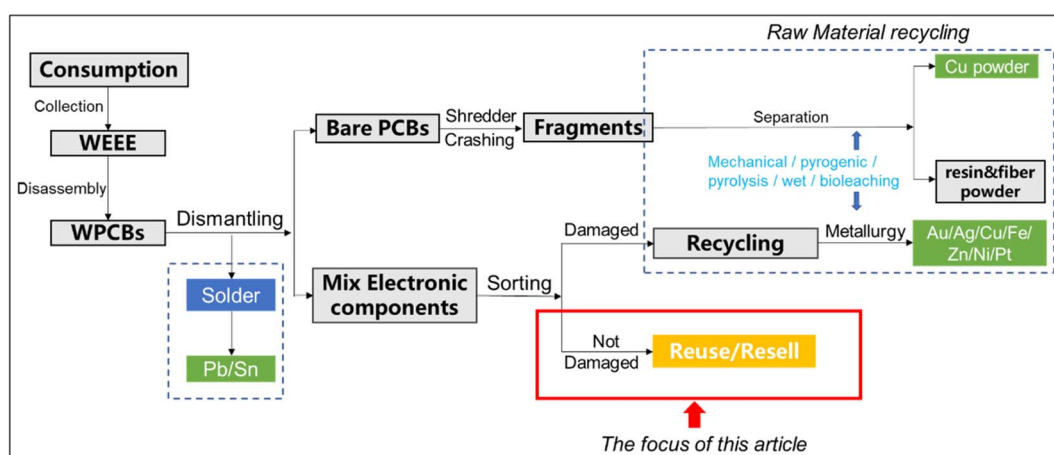 Raw Material recycling
Consumption
Cu powder
Collection
Shredder
Bare PCBs
Crashing
Fragments
Separation
WEEE
Mechanical / pyrogenic /
pyrolysis / wet / bioleaching
resin&fiber
powder
Disassembly
WPCBs
Dismantling
Damaged
Recycling
Metallurgy
Au/Ag/Cu/Fe/
Zn/Ni/Pt
Solder
Mix Electronic
components
Sorting
Not
Damaged
Reuse/Resell
Pb/Sn
The focus of this article